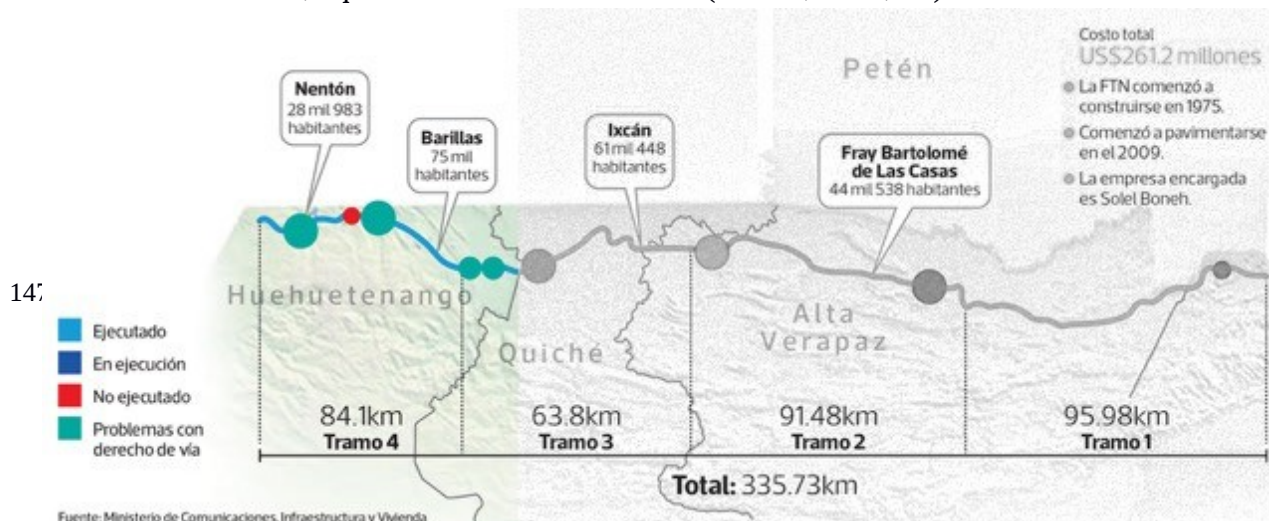 Costo total
US$261.2 millones
La FTN comenzó a
construirse en 1975.
Comenzó a pavimentarse
en el 2009.
La empresa encargada
es Solel Boneh.
Petén
Nentón
28 mil 983
habitantes
Barillas
75 mil
habitantes
Ixcán
61 mil 448
habitantes
Fray Bartolomé
de Las Casas
44 mil 538 habitantes
147
Huehuetenango
Quiché
Alta
Verapaz
Ejecutado
En ejecución
No ejecutado
Problemas con
derecho de vía
84.1km
Tramo 4
63.8km
Tramo 3
91.48km
Tramo 2
95.98km
Tramo 1
Total: 335.73km
Fuente: Ministerio de Comunicaciones, Infraestructura y Vivienda